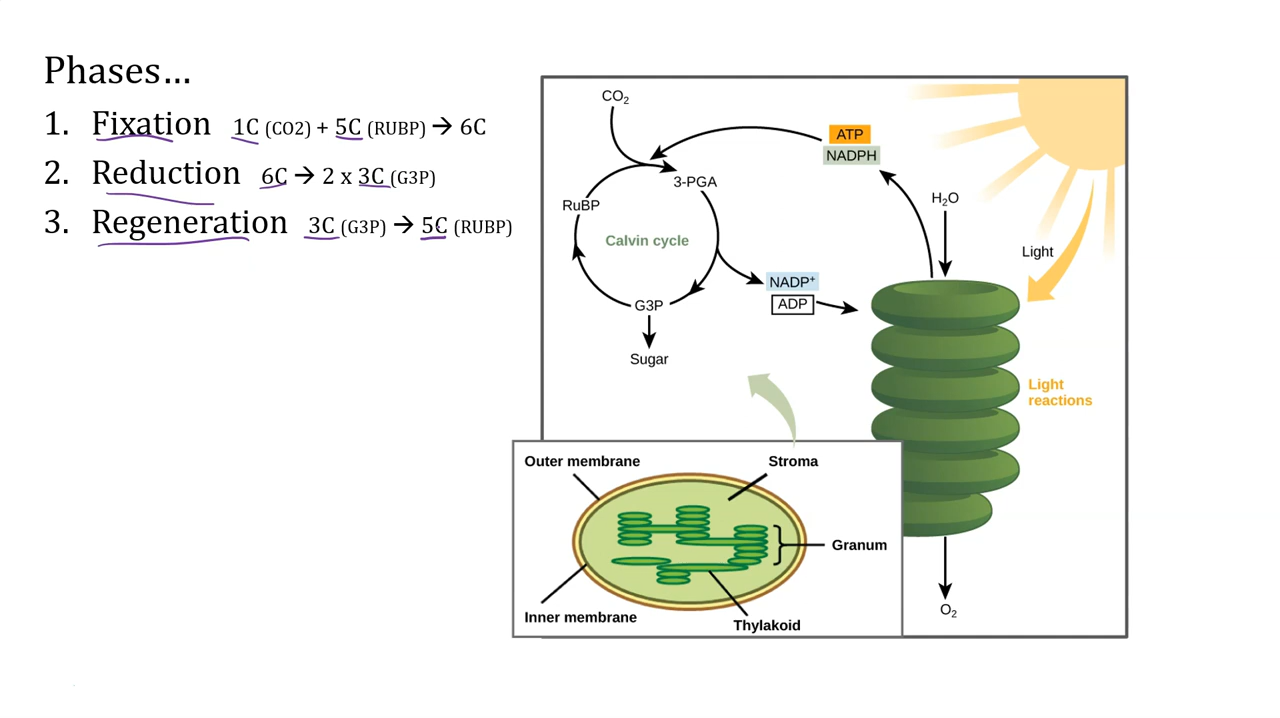 Phases...
1. Fixation 1C (CO2) + 5C (RUBP) → 6C
2. Reduction 6C → 2 x 3C (G3P)
3. Regeneration 3C (G3P) → 5C (RUBP)
CO₂
ATP
NADPH
3-PGA
RuBP
H₂O
Calvin cycle
Light
NADP⁺
ADP
G3P
Sugar
Light
reactions
Outer membrane
Stroma
Granum
Inner membrane
Thylakoid
O₂